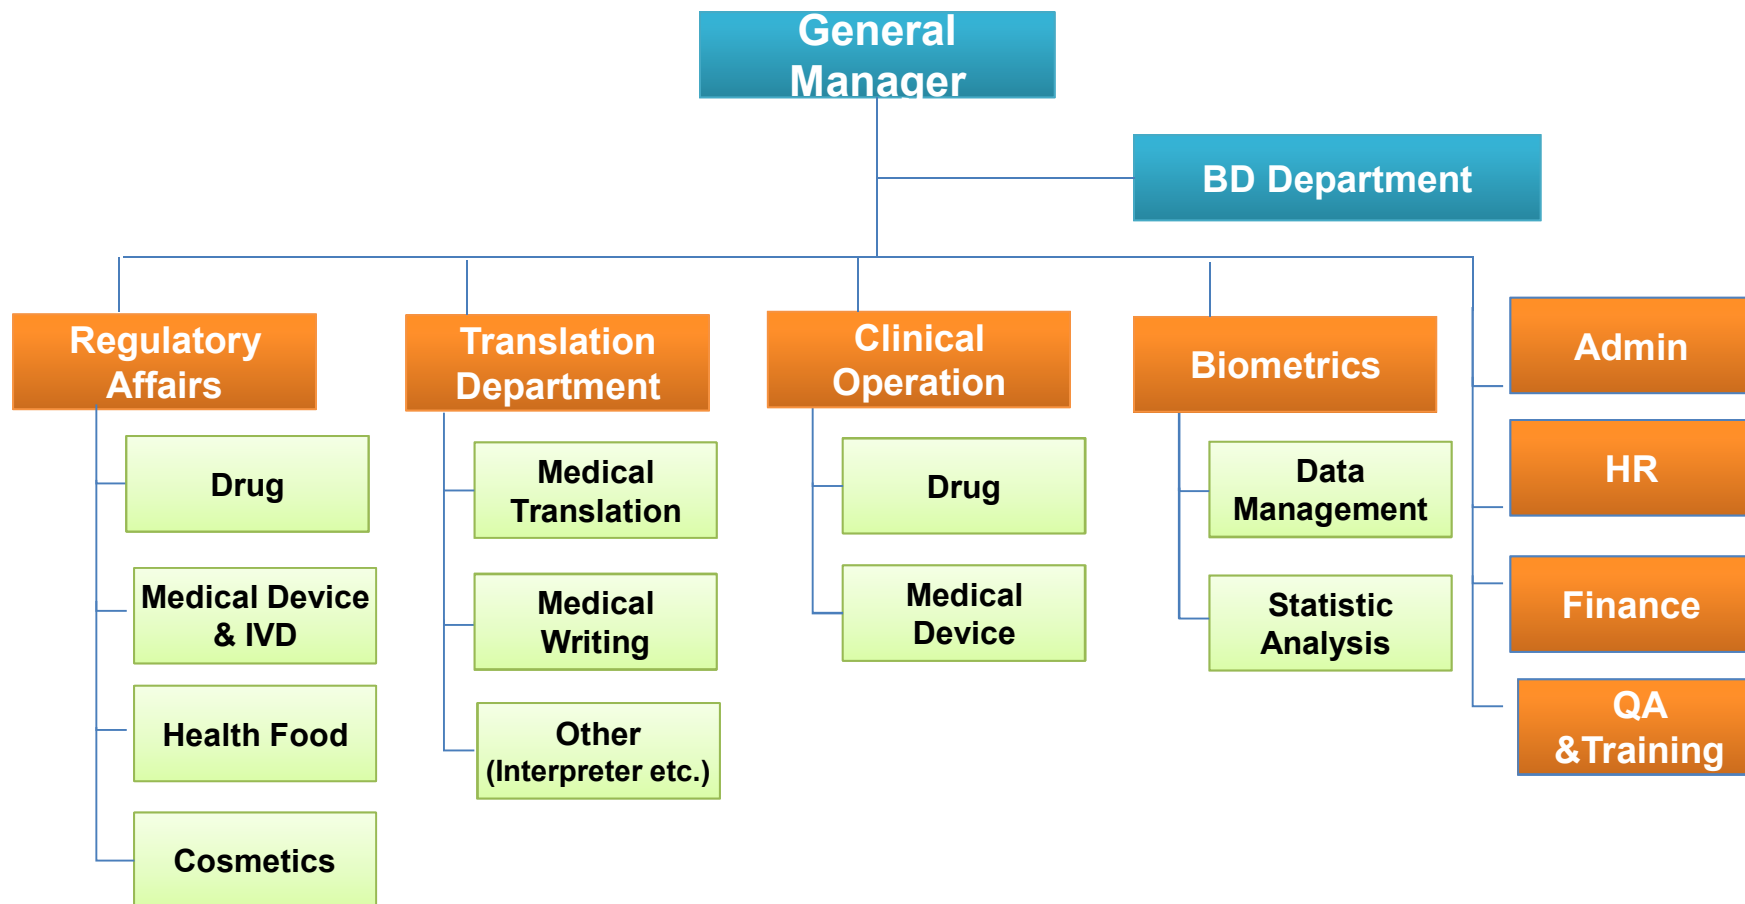 General
Manager
BD Department
Regulatory
Affairs
Drug
Medical Device
& IVD
Health Food
Cosmetics
Translation
Department
Medical
Translation
Medical
Writing
Other
(Interpreter etc.)
Clinical
Operation
Drug
Medical
Device
Biometrics
Data
Management
Statistic
Analysis
Admin
HR
Finance
QA
&Training